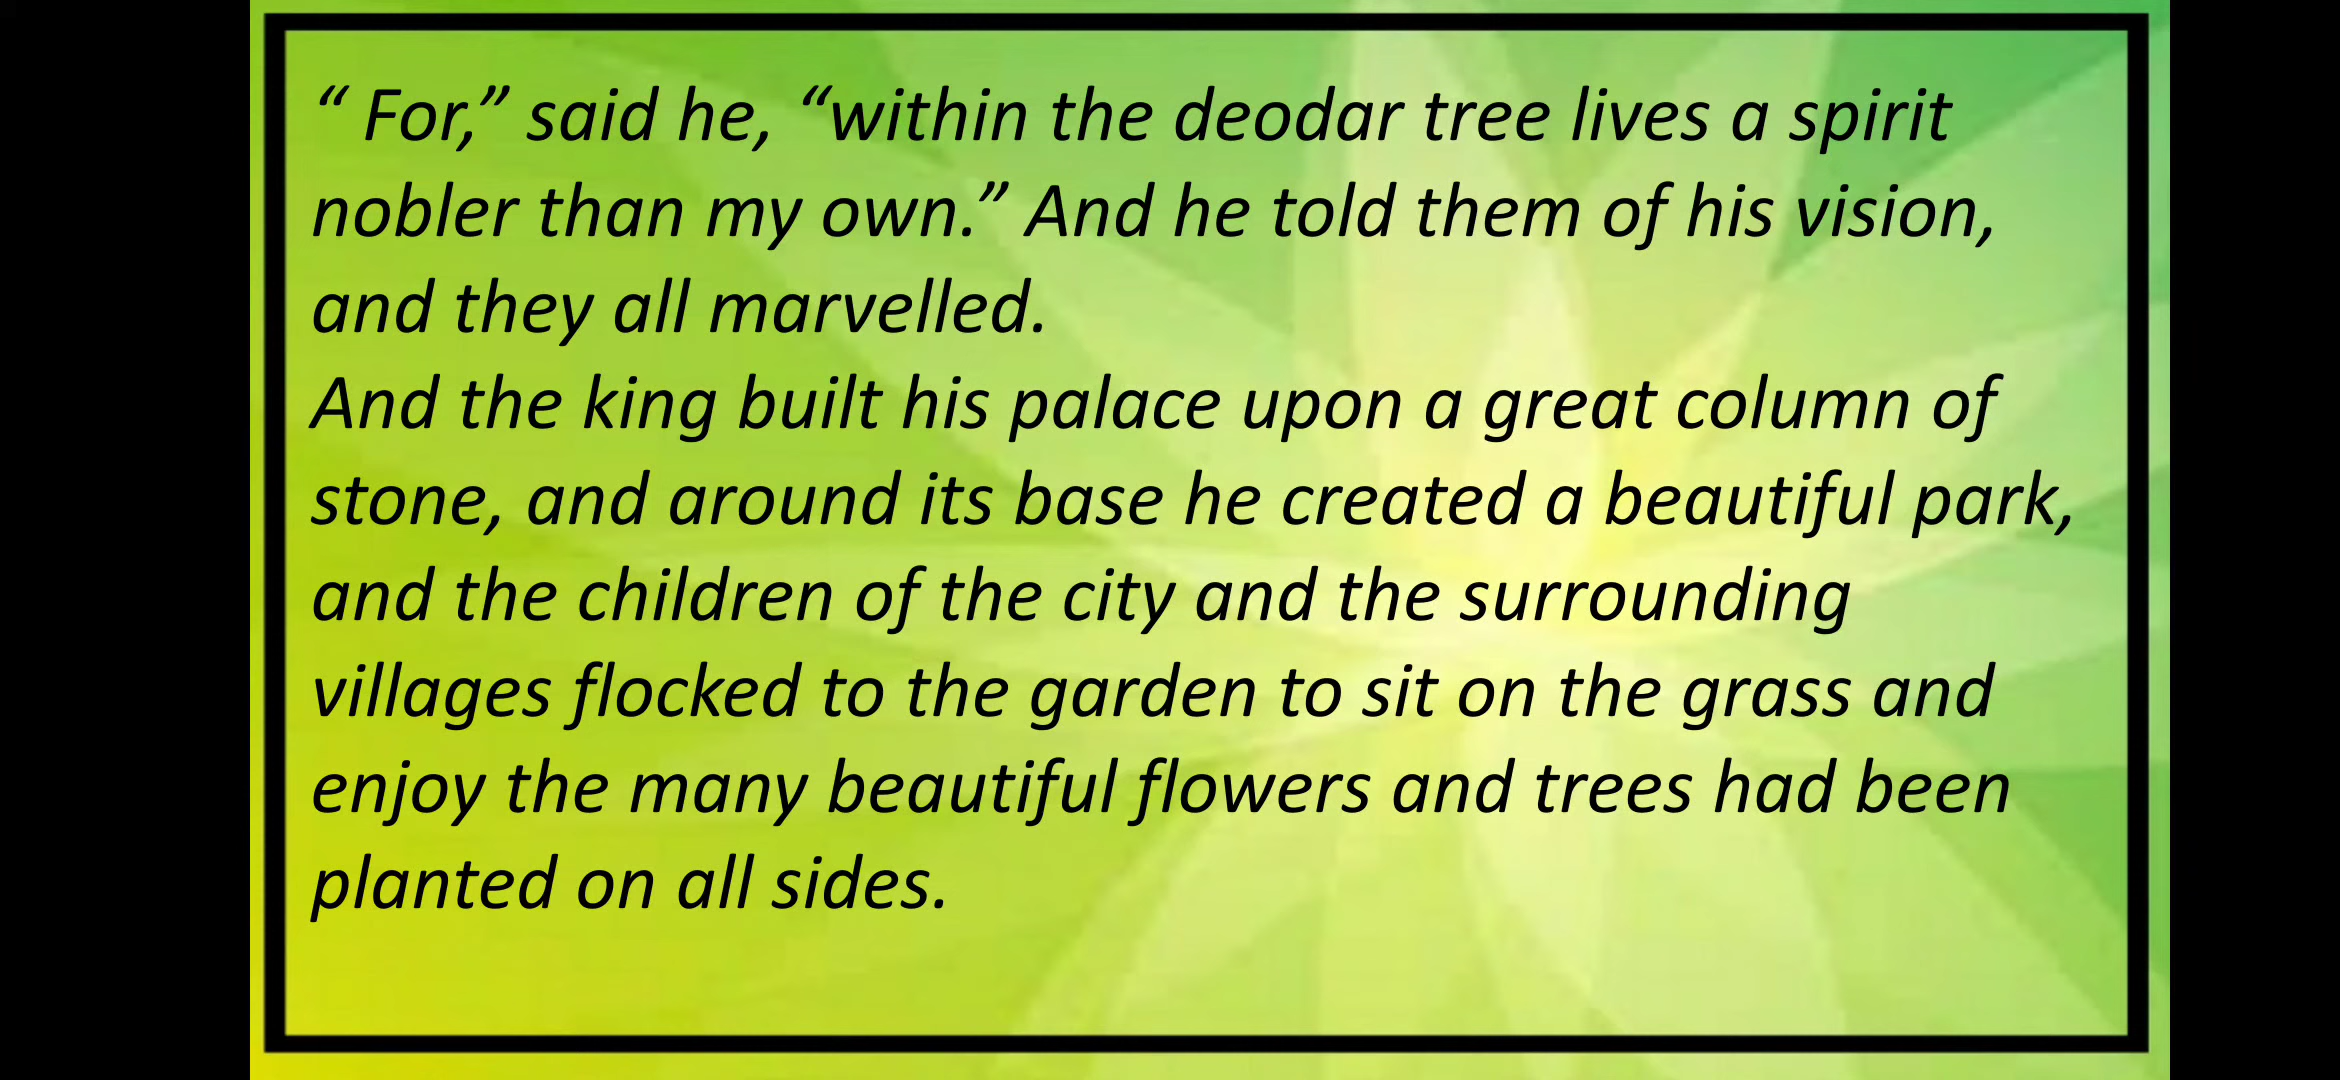 “ For,” said he, “within the deodar tree lives a spirit
nobler than my own.” And he told them of his vision,
and they all marvelled.
And the king built his palace upon a great column of
stone, and around its base he created a beautiful park,
and the children of the city and the surrounding
villages flocked to the garden to sit on the grass and
enjoy the many beautiful flowers and trees had been
planted on all sides.